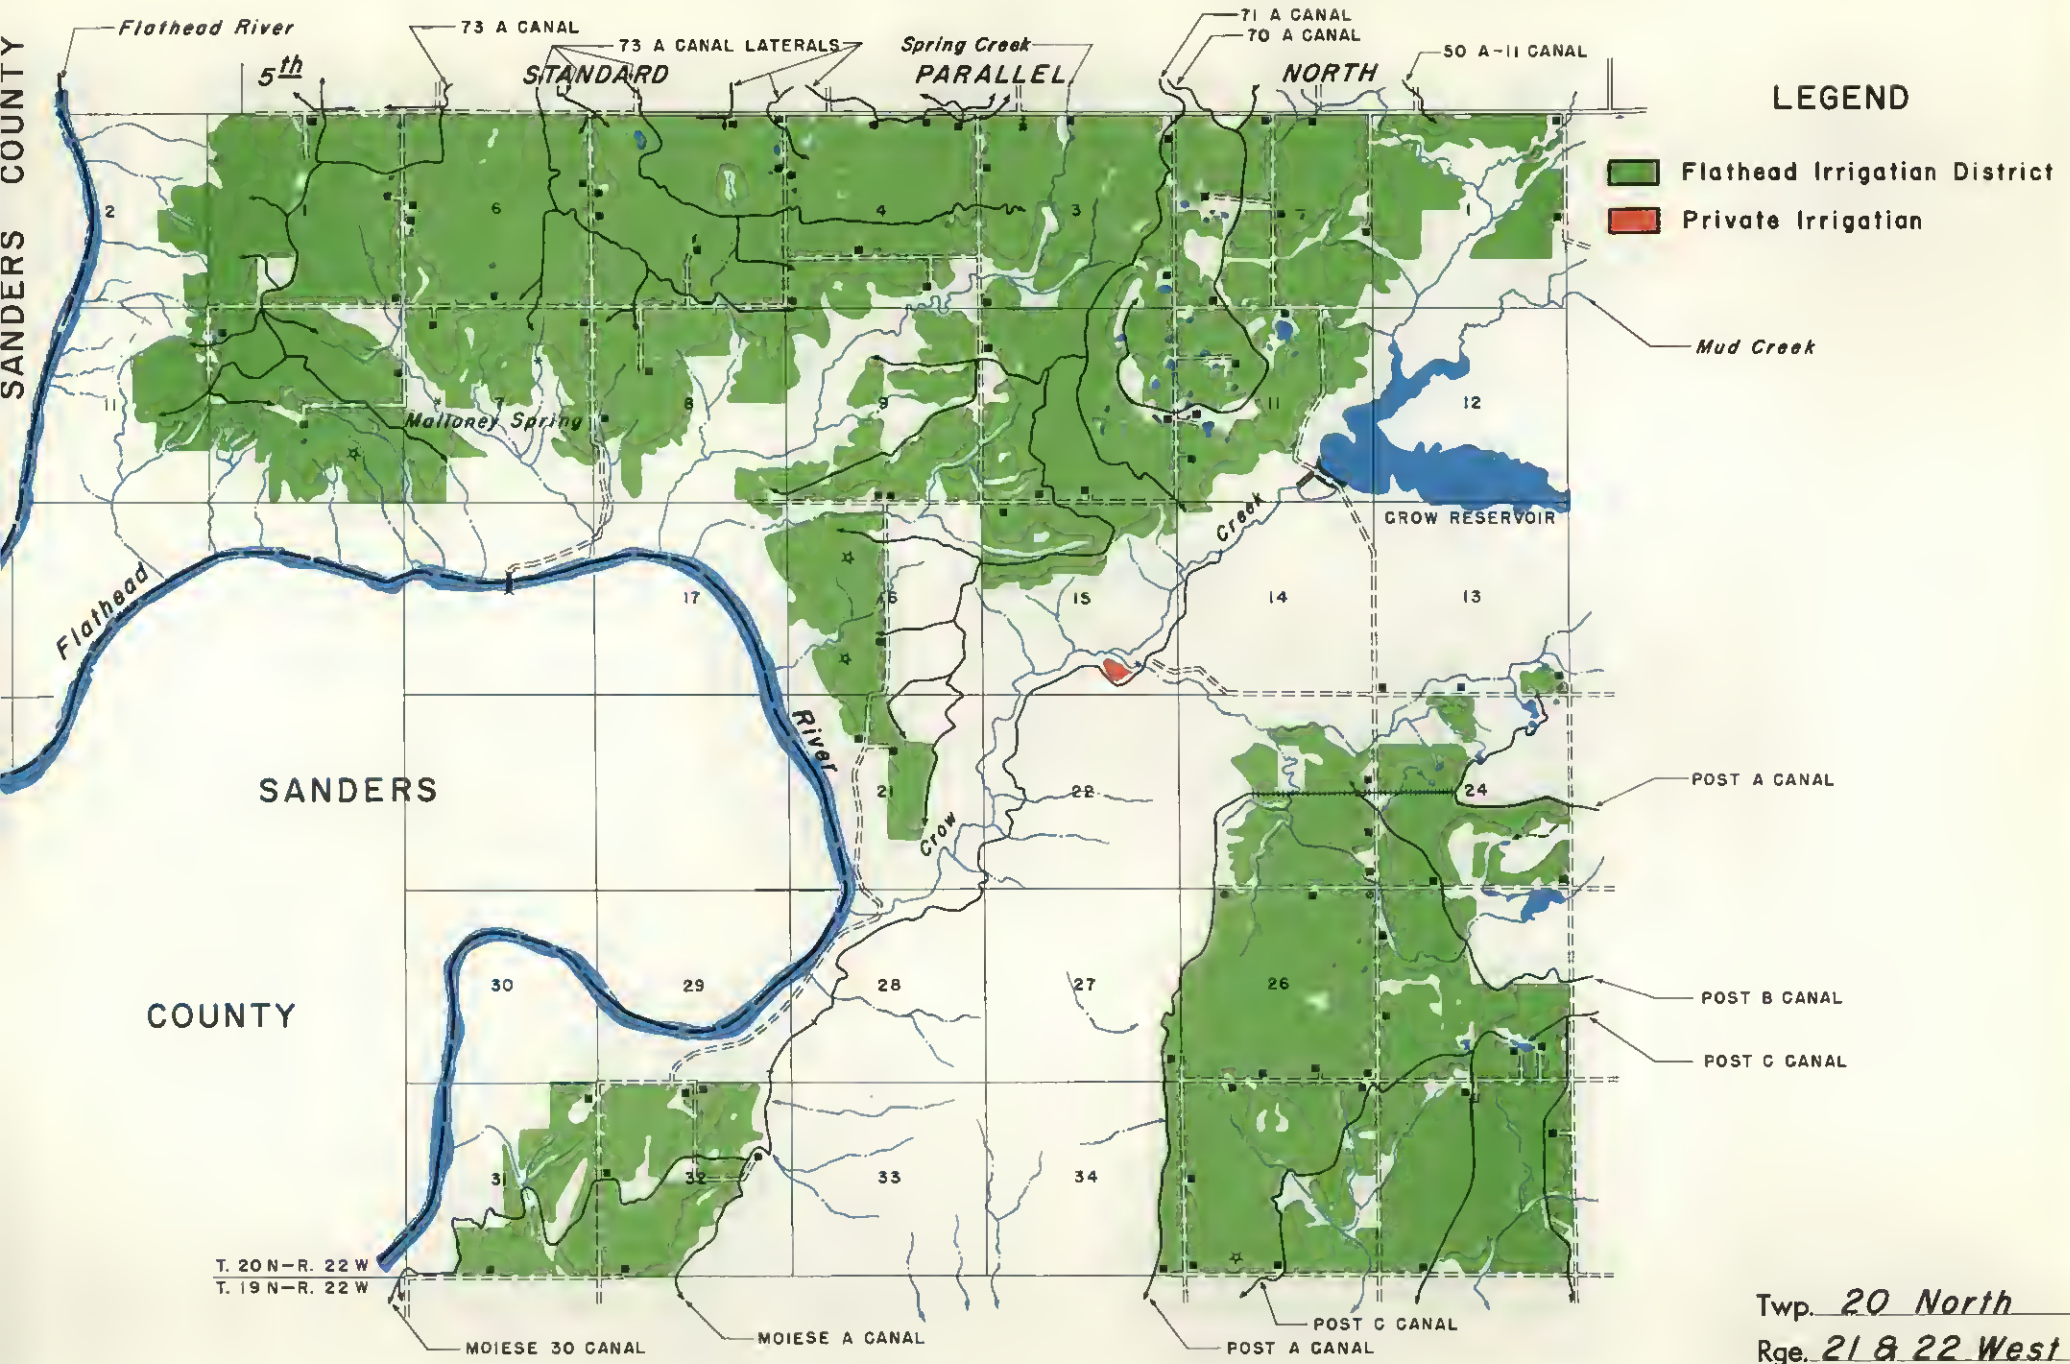 SANDERS COUNTY
Flathead River
73 A CANAL
73 A CANAL LATERALS
Spring Creek
71 A CANAL
70 A CANAL
50 A-11 CANAL
5th STANDARD PARALLEL NORTH
LEGEND
Flathead Irrigation District
Private Irrigation
2
1
6
4
3
1
Mud Creek
11
7
8
9
11
12
Malloney Spring
Creek
CROW RESERVOIR
Flathead
17
16
15
14
13
River
SANDERS
21
22
24
POST A CANAL
Crow
30
29
28
27
26
POST B CANAL
COUNTY
POST C CANAL
31
32
33
34
T. 20 N-R. 22 W
T. 19 N-R. 22 W
MOIESE 30 CANAL
MOIESE A CANAL
POST C CANAL
POST A CANAL
Twp. 20 North
Rge. 21 & 22 West